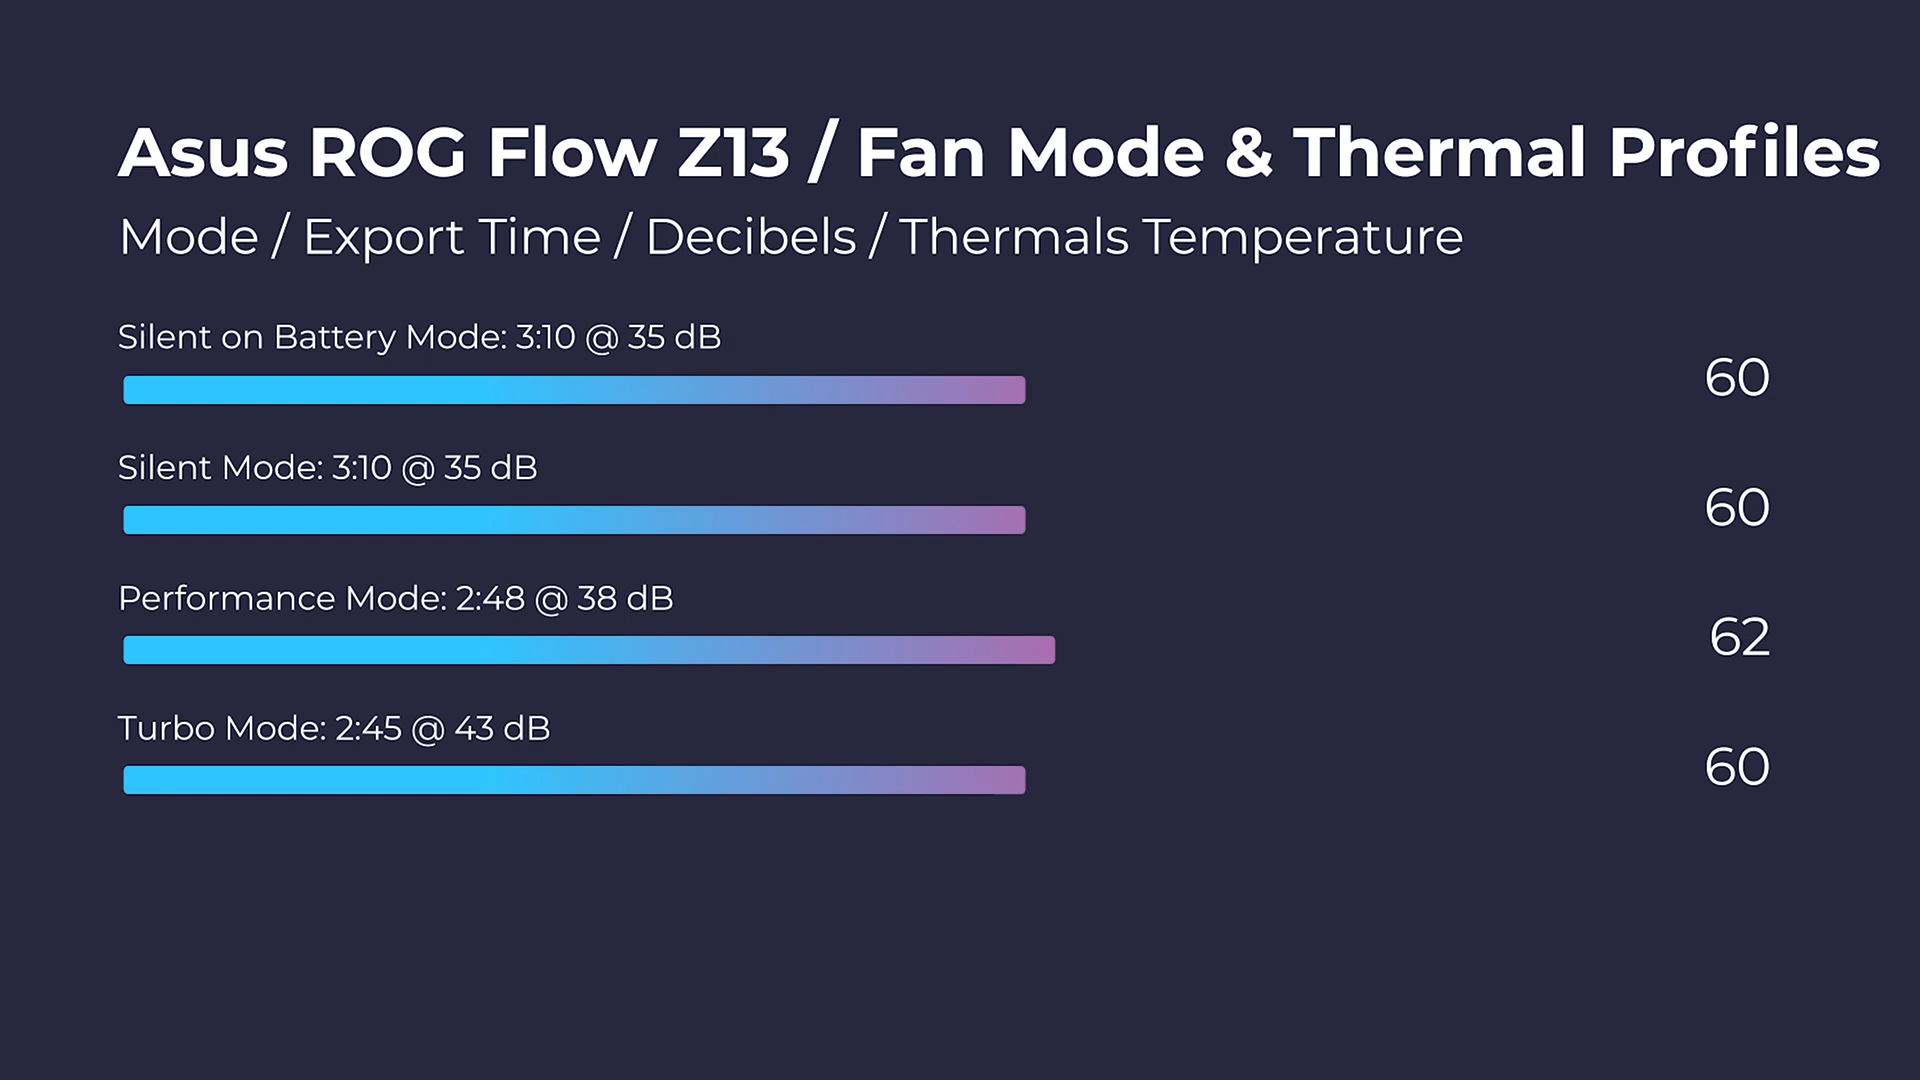 Asus ROG Flow Z13 / Fan Mode & Thermal Profiles
Mode / Export Time / Decibels / Thermals Temperature
Silent on Battery Mode: 3:10 @ 35 dB
60
Silent Mode: 3:10 @ 35 dB
60
Performance Mode: 2:48 @ 38 dB
62
Turbo Mode: 2:45 @ 43 dB
60